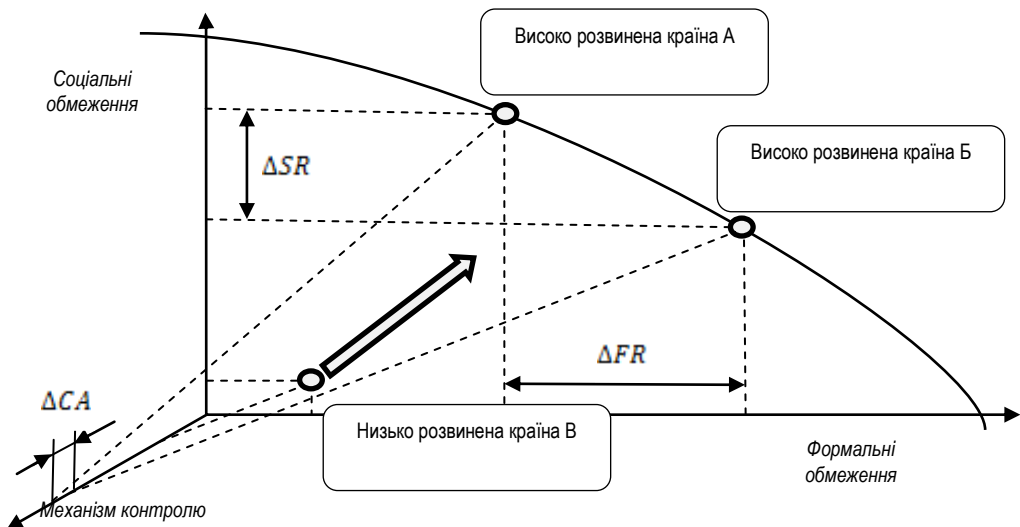 Високо розвинена країна А
Соціальні
обмеження
Високо розвинена країна Б
ΔSR
ΔFR
ΔCA
Низько розвинена країна В
Формальні
обмеження
Механізм контролю